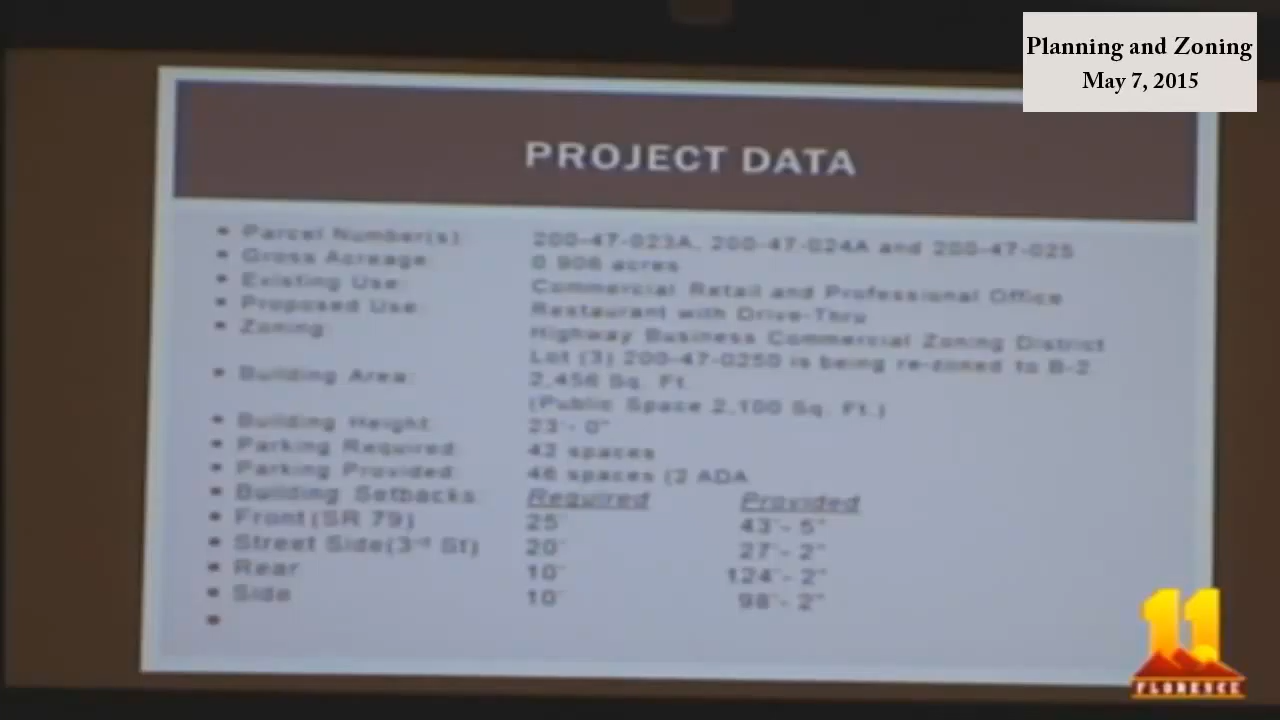 Planning and Zoning
May 7, 2015
PROJECT DATA
• Parcel Number(s): 200-47-023A, 200-47-024A and 200-47-025
• Gross Acreage: 0.906 acres
• Existing Use: Commercial Retail and Professional Office
• Proposed Use: Restaurant with Drive-Thru
• Zoning: Highway Business Commercial Zoning District
Lot (3) 200-47-0250 is being re-zoned to B-2
• Building Area: 2,456 Sq. Ft.
(Public Space 2,100 Sq. Ft.)
• Building Height: 23'- 0"
• Parking Required: 42 spaces
• Parking Provided: 46 spaces (2 ADA
• Building Setbacks: Required Provided
• Front (SR 79) 25' 43'- 5"
• Street Side(3rd St) 20' 27'- 2"
• Rear 10' 124'- 2"
• Side 10' 98'- 2"
•
11
FLORENCE